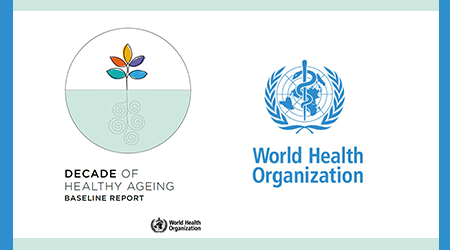 DECADE OF
HEALTHY AGEING
BASELINE REPORT
World Health
Organization
World Health
Organization